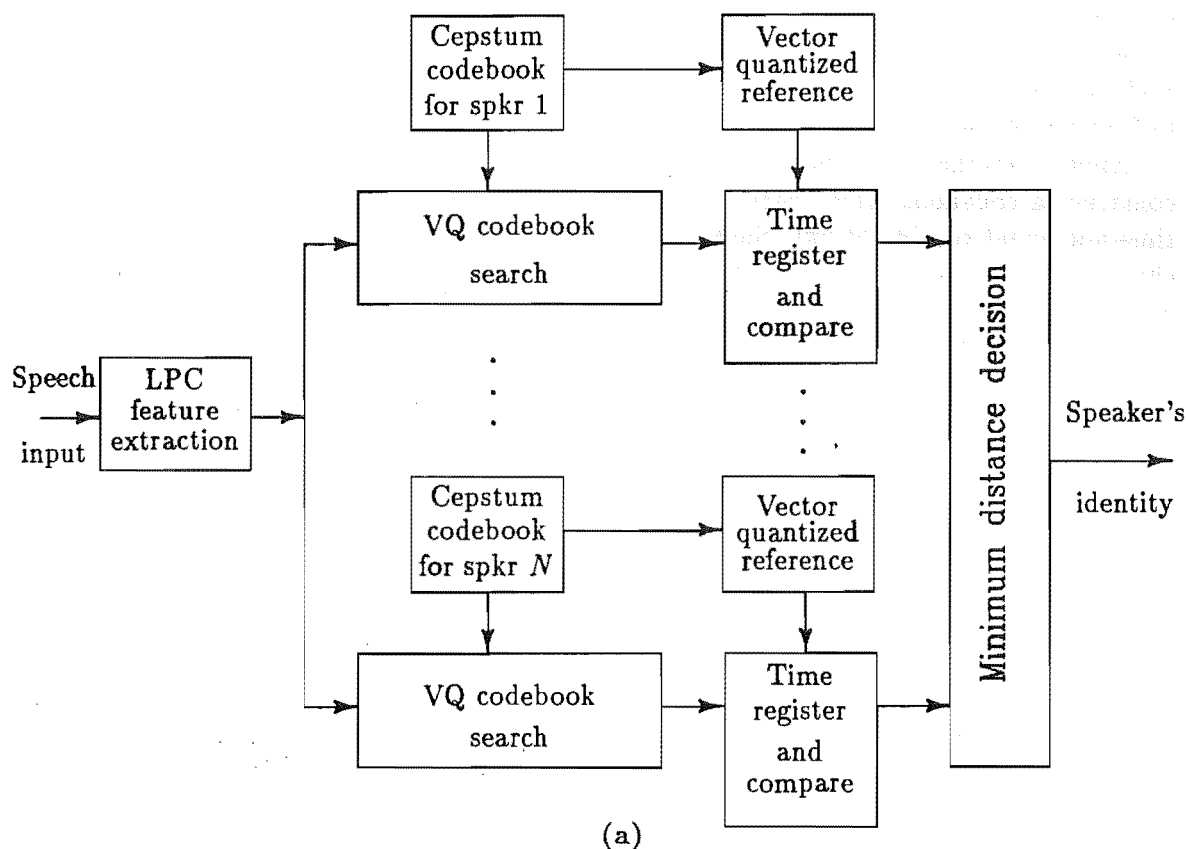 Cepstum
codebook
for spkr 1
Vector
quantized
reference
VQ codebook
search
Time
register
and
compare
Speech
input
LPC
feature
extraction
Minimum distance decision
Speaker's
identity
Cepstum
codebook
for spkr N
Vector
quantized
reference
VQ codebook
search
Time
register
and
compare
(a)